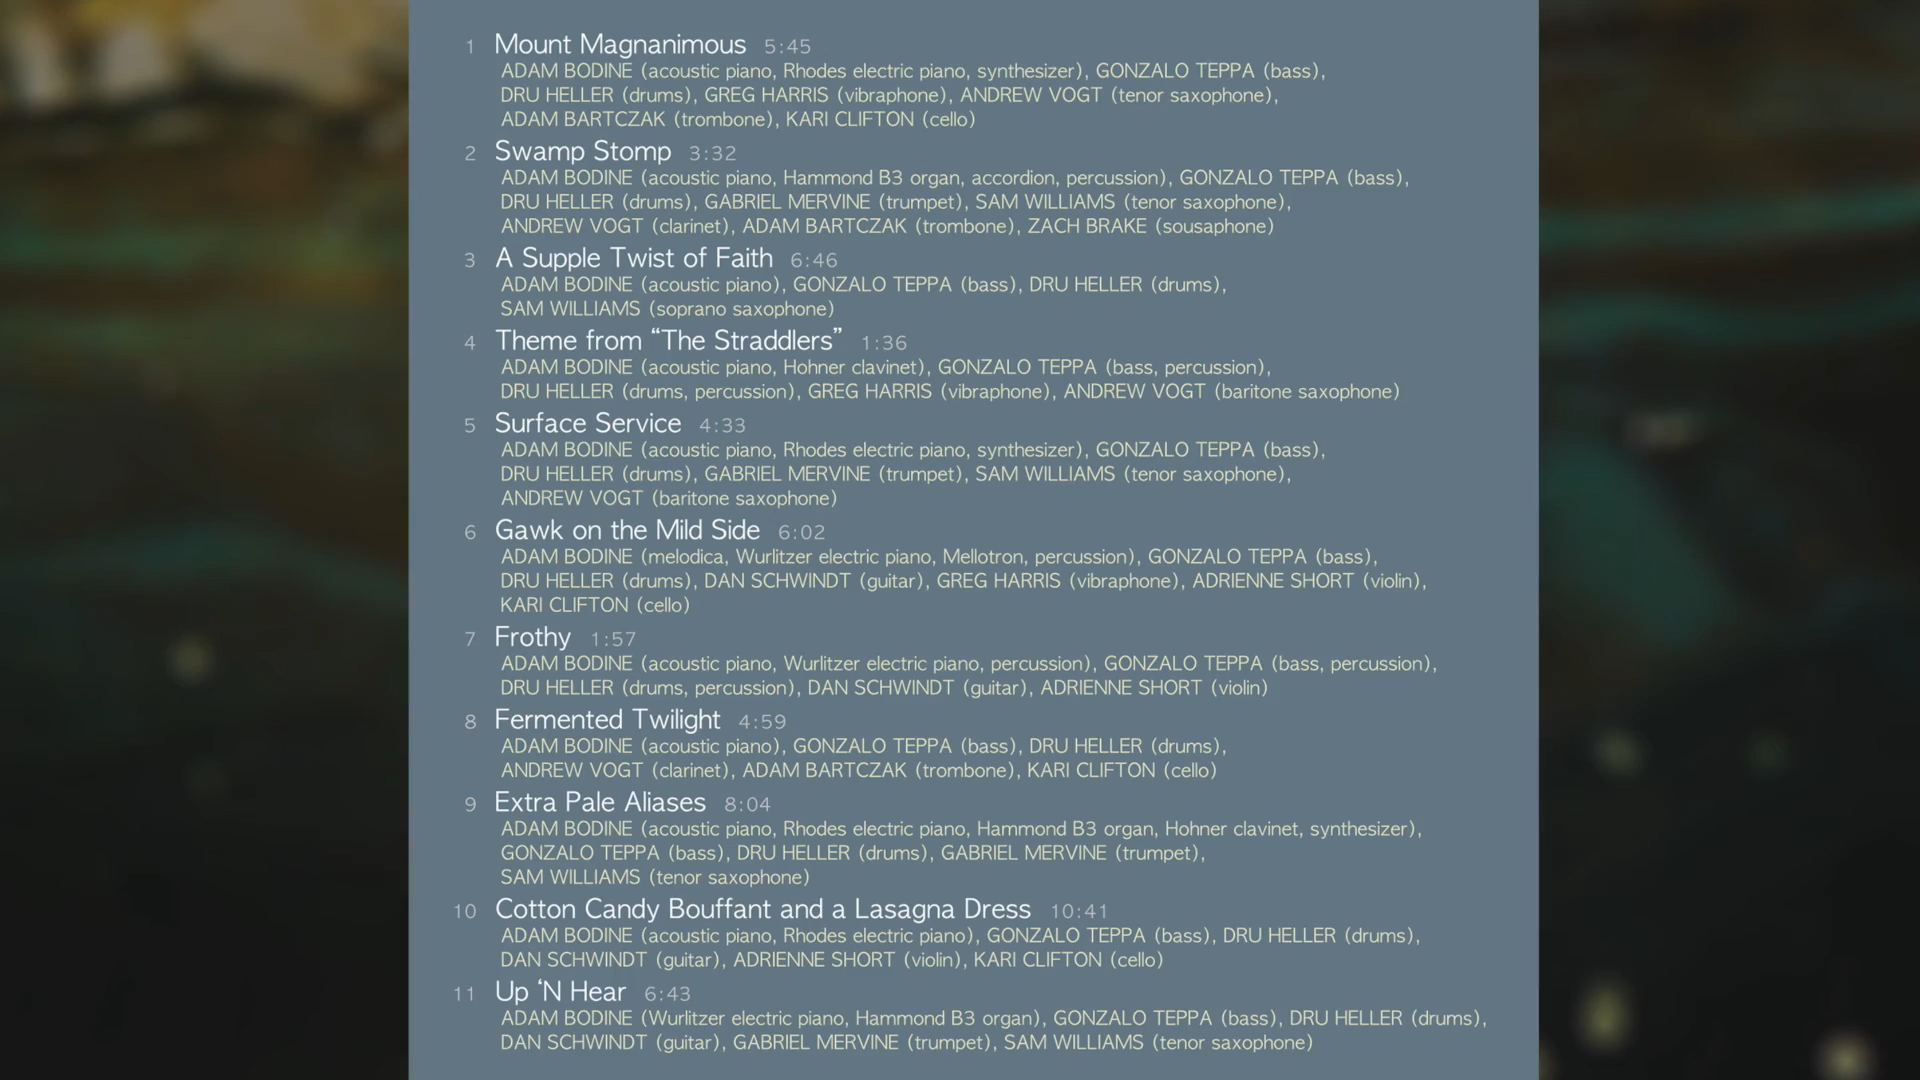 1 Mount Magnanimous 5:45
ADAM BODINE (acoustic piano, Rhodes electric piano, synthesizer), GONZALO TEPPA (bass),
DRU HELLER (drums), GREG HARRIS (vibraphone), ANDREW VOGT (tenor saxophone),
ADAM BARTCZAK (trombone), KARI CLIFTON (cello)
2 Swamp Stomp 3:32
ADAM BODINE (acoustic piano, Hammond B3 organ, accordion, percussion), GONZALO TEPPA (bass),
DRU HELLER (drums), GABRIEL MERVINE (trumpet), SAM WILLIAMS (tenor saxophone),
ANDREW VOGT (clarinet), ADAM BARTCZAK (trombone), ZACH BRAKE (sousaphone)
3 A Supple Twist of Faith 6:46
ADAM BODINE (acoustic piano), GONZALO TEPPA (bass), DRU HELLER (drums),
SAM WILLIAMS (soprano saxophone)
4 Theme from “The Straddlers” 1:36
ADAM BODINE (acoustic piano, Hohner clavinet), GONZALO TEPPA (bass, percussion),
DRU HELLER (drums, percussion), GREG HARRIS (vibraphone), ANDREW VOGT (baritone saxophone)
5 Surface Service 4:33
ADAM BODINE (acoustic piano, Rhodes electric piano, synthesizer), GONZALO TEPPA (bass),
DRU HELLER (drums), GABRIEL MERVINE (trumpet), SAM WILLIAMS (tenor saxophone),
ANDREW VOGT (baritone saxophone)
6 Gawk on the Mild Side 6:02
ADAM BODINE (melodica, Wurlitzer electric piano, Mellotron, percussion), GONZALO TEPPA (bass),
DRU HELLER (drums), DAN SCHWINDT (guitar), GREG HARRIS (vibraphone), ADRIENNE SHORT (violin),
KARI CLIFTON (cello)
7 Frothy 1:57
ADAM BODINE (acoustic piano, Wurlitzer electric piano, percussion), GONZALO TEPPA (bass, percussion),
DRU HELLER (drums, percussion), DAN SCHWINDT (guitar), ADRIENNE SHORT (violin)
8 Fermented Twilight 4:59
ADAM BODINE (acoustic piano), GONZALO TEPPA (bass), DRU HELLER (drums),
ANDREW VOGT (clarinet), ADAM BARTCZAK (trombone), KARI CLIFTON (cello)
9 Extra Pale Aliases 8:04
ADAM BODINE (acoustic piano, Rhodes electric piano, Hammond B3 organ, Hohner clavinet, synthesizer),
GONZALO TEPPA (bass), DRU HELLER (drums), GABRIEL MERVINE (trumpet),
SAM WILLIAMS (tenor saxophone)
10 Cotton Candy Bouffant and a Lasagna Dress 10:41
ADAM BODINE (acoustic piano, Rhodes electric piano), GONZALO TEPPA (bass), DRU HELLER (drums),
DAN SCHWINDT (guitar), ADRIENNE SHORT (violin), KARI CLIFTON (cello)
11 Up ‘N Hear 6:43
ADAM BODINE (Wurlitzer electric piano, Hammond B3 organ), GONZALO TEPPA (bass), DRU HELLER (drums),
DAN SCHWINDT (guitar), GABRIEL MERVINE (trumpet), SAM WILLIAMS (tenor saxophone)